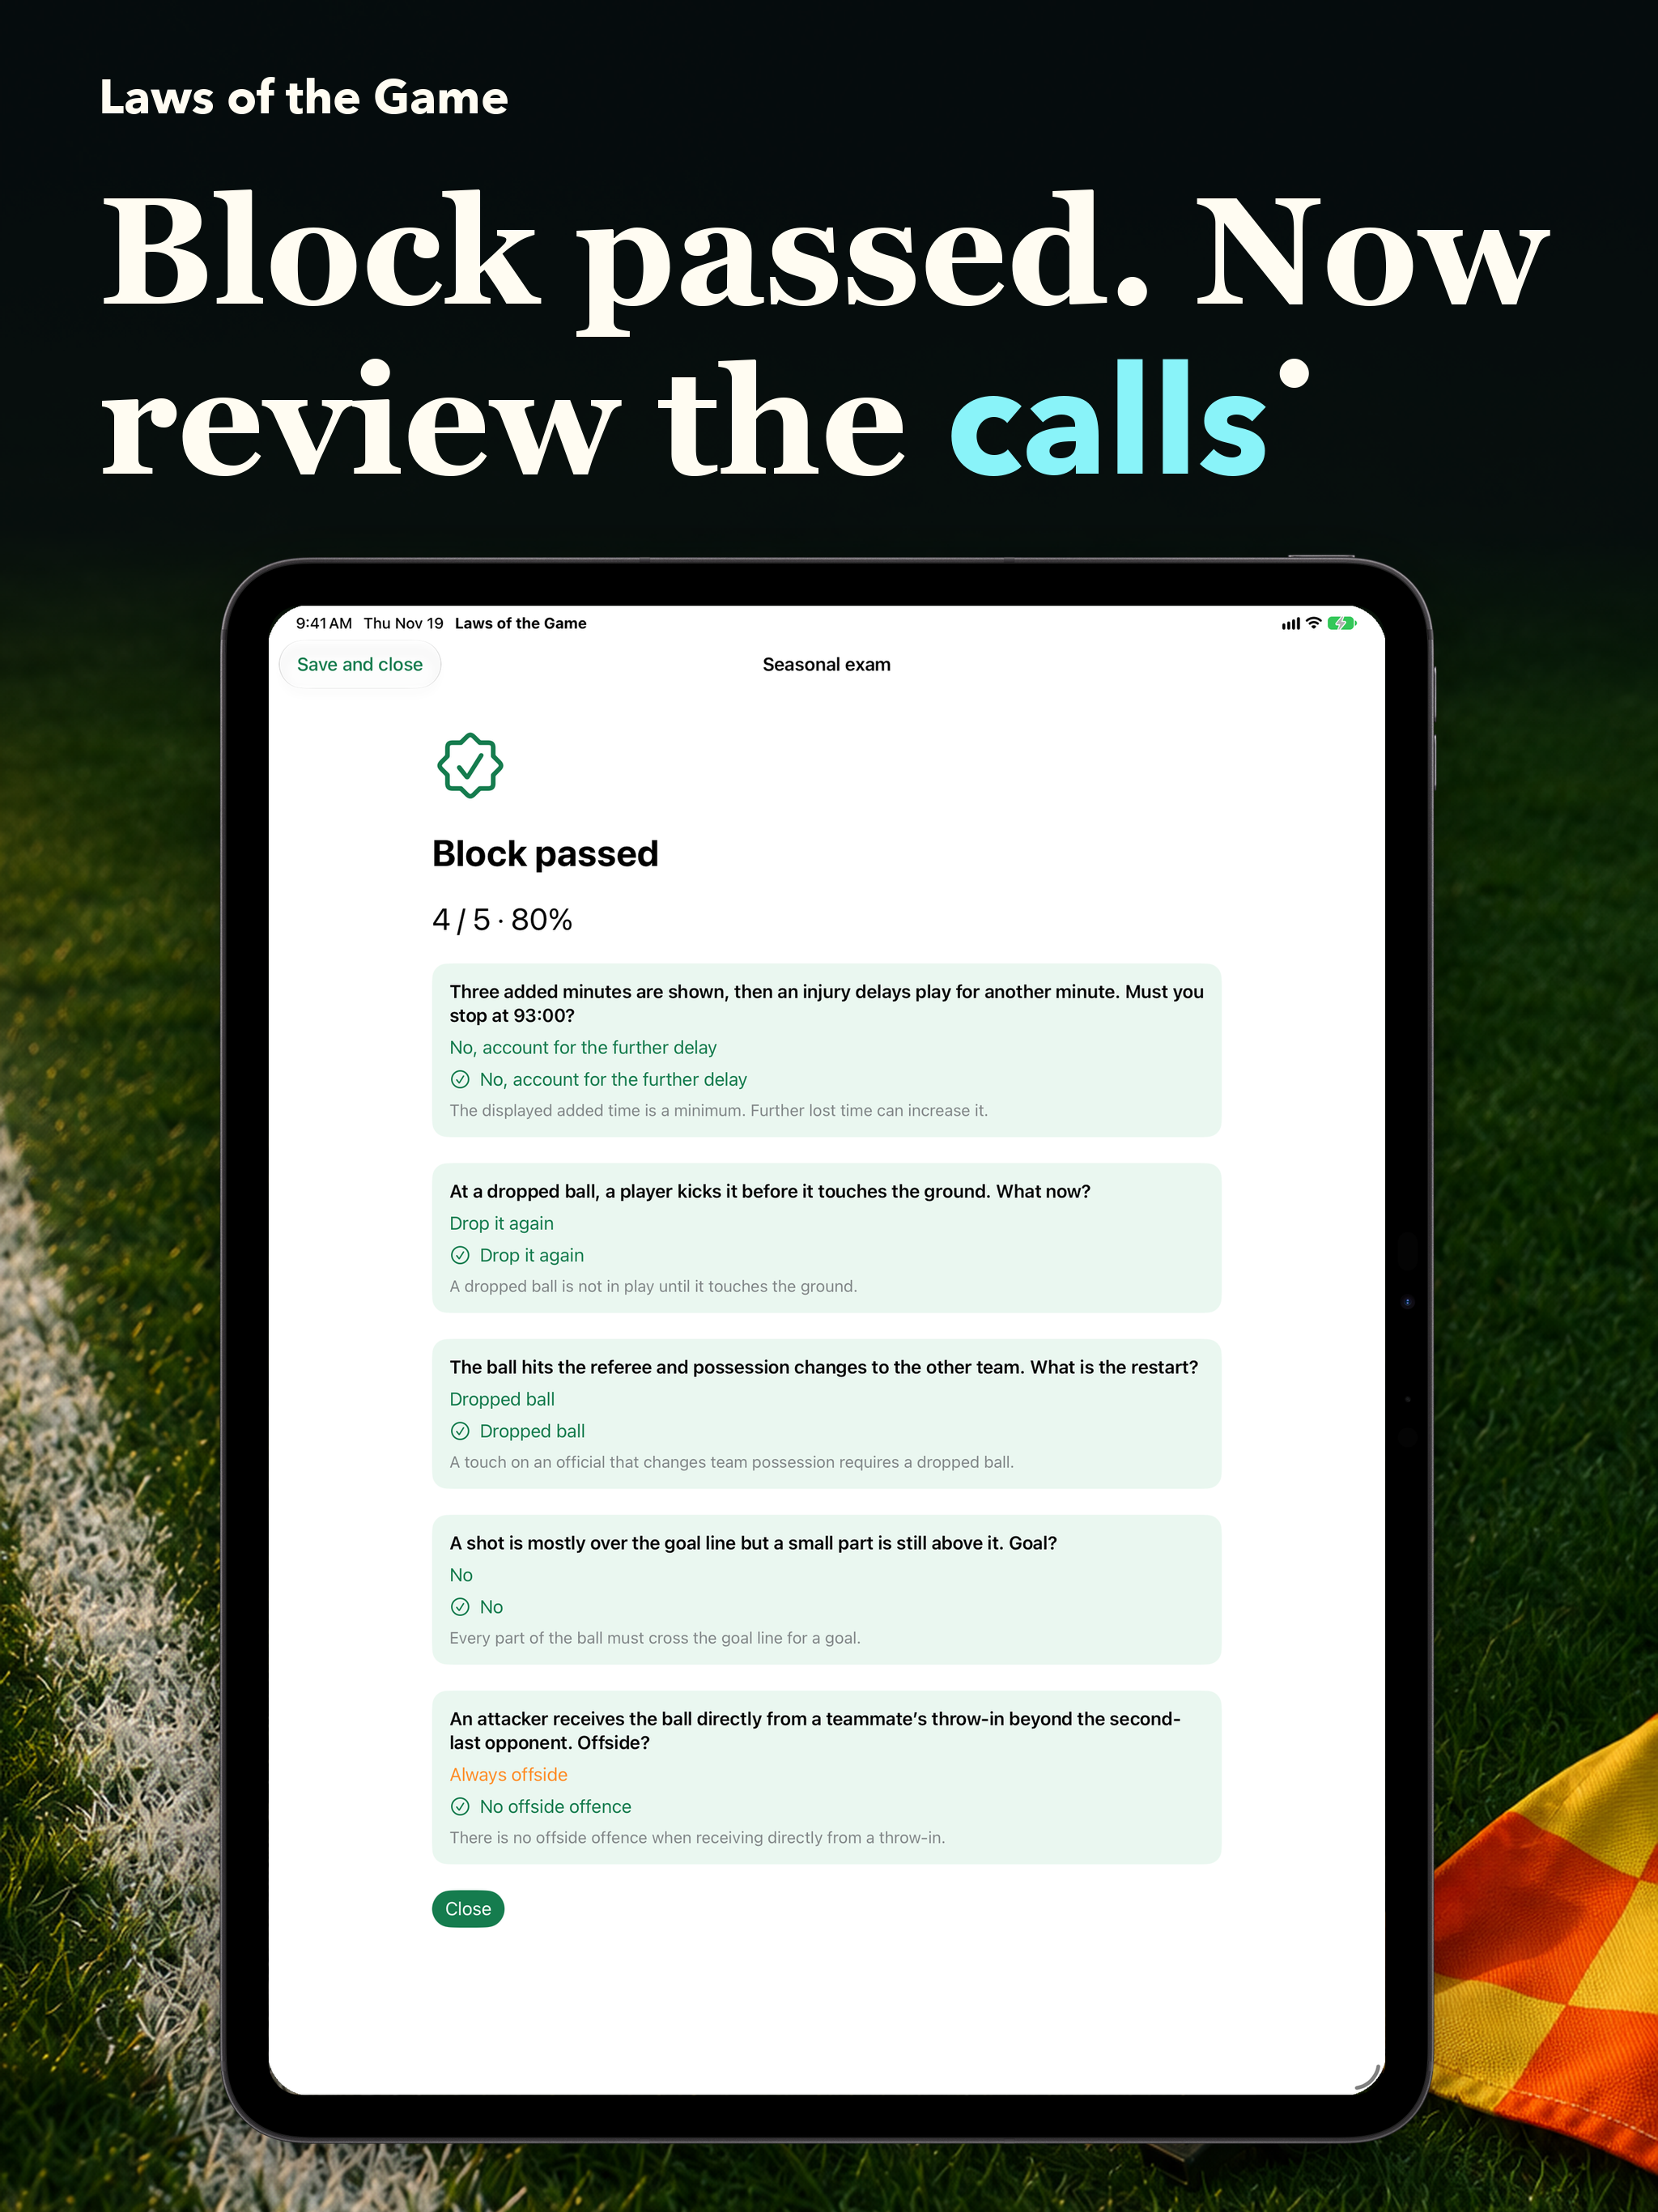 Laws of the Game
Block passed. Now
review the calls.
9:41 AM Thu Nov 19 Laws of the Game
Save and close
Seasonal exam
Block passed
4 / 5 · 80%
Three added minutes are shown, then an injury delays play for another minute. Must you
stop at 93:00?
No, account for the further delay
No, account for the further delay
The displayed added time is a minimum. Further lost time can increase it.
At a dropped ball, a player kicks it before it touches the ground. What now?
Drop it again
Drop it again
A dropped ball is not in play until it touches the ground.
The ball hits the referee and possession changes to the other team. What is the restart?
Dropped ball
Dropped ball
A touch on an official that changes team possession requires a dropped ball.
A shot is mostly over the goal line but a small part is still above it. Goal?
No
No
Every part of the ball must cross the goal line for a goal.
An attacker receives the ball directly from a teammate’s throw-in beyond the second-
last opponent. Offside?
Always offside
No offside offence
There is no offside offence when receiving directly from a throw-in.
Close